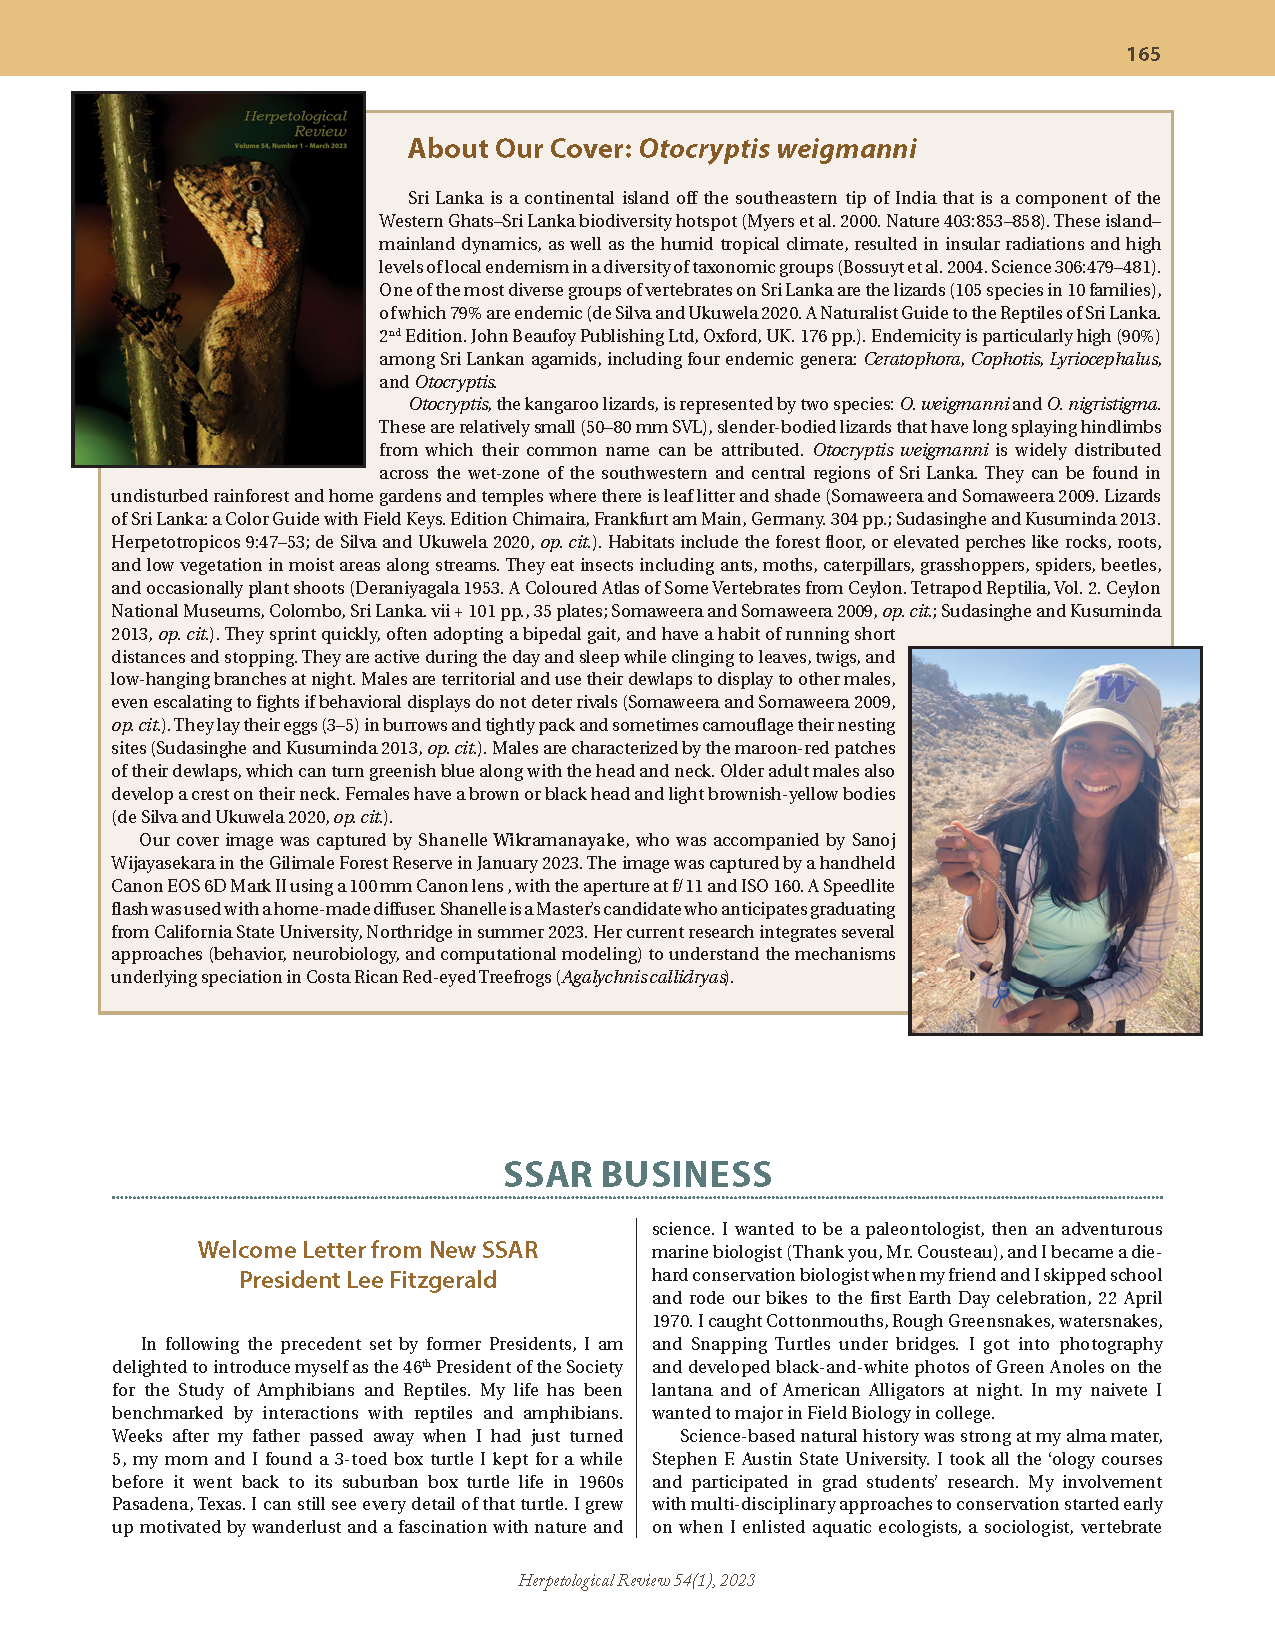 165
Herpetological
Review
Volume 54, Number 1 – March 2023
About Our Cover: Otocryptis weigmanni
Sri Lanka is a continental island off the southeastern tip of India that is a component of the
Western Ghats–Sri Lanka biodiversity hotspot (Myers et al. 2000. Nature 403:853–858). These island–
mainland dynamics, as well as the humid tropical climate, resulted in insular radiations and high
levels of local endemism in a diversity of taxonomic groups (Bossuyt et al. 2004. Science 306:479–481).
One of the most diverse groups of vertebrates on Sri Lanka are the lizards (105 species in 10 families),
of which 79% are endemic (de Silva and Ukuwela 2020. A Naturalist Guide to the Reptiles of Sri Lanka.
2nd Edition. John Beaufoy Publishing Ltd, Oxford, UK. 176 pp.). Endemicity is particularly high (90%)
among Sri Lankan agamids, including four endemic genera: Ceratophora, Cophotis, Lyriocephalus,
and Otocryptis.
Otocryptis, the kangaroo lizards, is represented by two species: O. weigmanni and O. nigristigma.
These are relatively small (50–80 mm SVL), slender-bodied lizards that have long splaying hindlimbs
from which their common name can be attributed. Otocryptis weigmanni is widely distributed
across the wet-zone of the southwestern and central regions of Sri Lanka. They can be found in
undisturbed rainforest and home gardens and temples where there is leaf litter and shade (Somaweera and Somaweera 2009. Lizards
of Sri Lanka: a Color Guide with Field Keys. Edition Chimaira, Frankfurt am Main, Germany. 304 pp.; Sudasinghe and Kusuminda 2013.
Herpetotropicos 9:47–53; de Silva and Ukuwela 2020, op. cit.). Habitats include the forest floor, or elevated perches like rocks, roots,
and low vegetation in moist areas along streams. They eat insects including ants, moths, caterpillars, grasshoppers, spiders, beetles,
and occasionally plant shoots (Deraniyagala 1953. A Coloured Atlas of Some Vertebrates from Ceylon. Tetrapod Reptilia, Vol. 2. Ceylon
National Museums, Colombo, Sri Lanka. vii + 101 pp., 35 plates; Somaweera and Somaweera 2009, op. cit.; Sudasinghe and Kusuminda
2013, op. cit.). They sprint quickly, often adopting a bipedal gait, and have a habit of running short
distances and stopping. They are active during the day and sleep while clinging to leaves, twigs, and
low-hanging branches at night. Males are territorial and use their dewlaps to display to other males,
even escalating to fights if behavioral displays do not deter rivals (Somaweera and Somaweera 2009,
op. cit.). They lay their eggs (3–5) in burrows and tightly pack and sometimes camouflage their nesting
sites (Sudasinghe and Kusuminda 2013, op. cit.). Males are characterized by the maroon-red patches
of their dewlaps, which can turn greenish blue along with the head and neck. Older adult males also
develop a crest on their neck. Females have a brown or black head and light brownish-yellow bodies
(de Silva and Ukuwela 2020, op. cit.).
Our cover image was captured by Shanelle Wikramanayake, who was accompanied by Sanoj
Wijayasekara in the Gilimale Forest Reserve in January 2023. The image was captured by a handheld
Canon EOS 6D Mark II using a 100 mm Canon lens , with the aperture at f/11 and ISO 160. A Speedlite
flash was used with a home-made diffuser. Shanelle is a Master's candidate who anticipates graduating
from California State University, Northridge in summer 2023. Her current research integrates several
approaches (behavior, neurobiology, and computational modeling) to understand the mechanisms
underlying speciation in Costa Rican Red-eyed Treefrogs (Agalychnis callidryas).
W
SSAR BUSINESS
Welcome Letter from New SSAR
President Lee Fitzgerald
In following the precedent set by former Presidents, I am
delighted to introduce myself as the 46th President of the Society
for the Study of Amphibians and Reptiles. My life has been
benchmarked by interactions with reptiles and amphibians.
Weeks after my father passed away when I had just turned
5, my mom and I found a 3-toed box turtle I kept for a while
before it went back to its suburban box turtle life in 1960s
Pasadena, Texas. I can still see every detail of that turtle. I grew
up motivated by wanderlust and a fascination with nature and
science. I wanted to be a paleontologist, then an adventurous
marine biologist (Thank you, Mr. Cousteau), and I became a die-
hard conservation biologist when my friend and I skipped school
and rode our bikes to the first Earth Day celebration, 22 April
1970. I caught Cottonmouths, Rough Greensnakes, watersnakes,
and Snapping Turtles under bridges. I got into photography
and developed black-and-white photos of Green Anoles on the
lantana and of American Alligators at night. In my naivete I
wanted to major in Field Biology in college.
Science-based natural history was strong at my alma mater,
Stephen F. Austin State University. I took all the 'ology courses
and participated in grad students' research. My involvement
with multi-disciplinary approaches to conservation started early
on when I enlisted aquatic ecologists, a sociologist, vertebrate
Herpetological Review 54(1), 2023